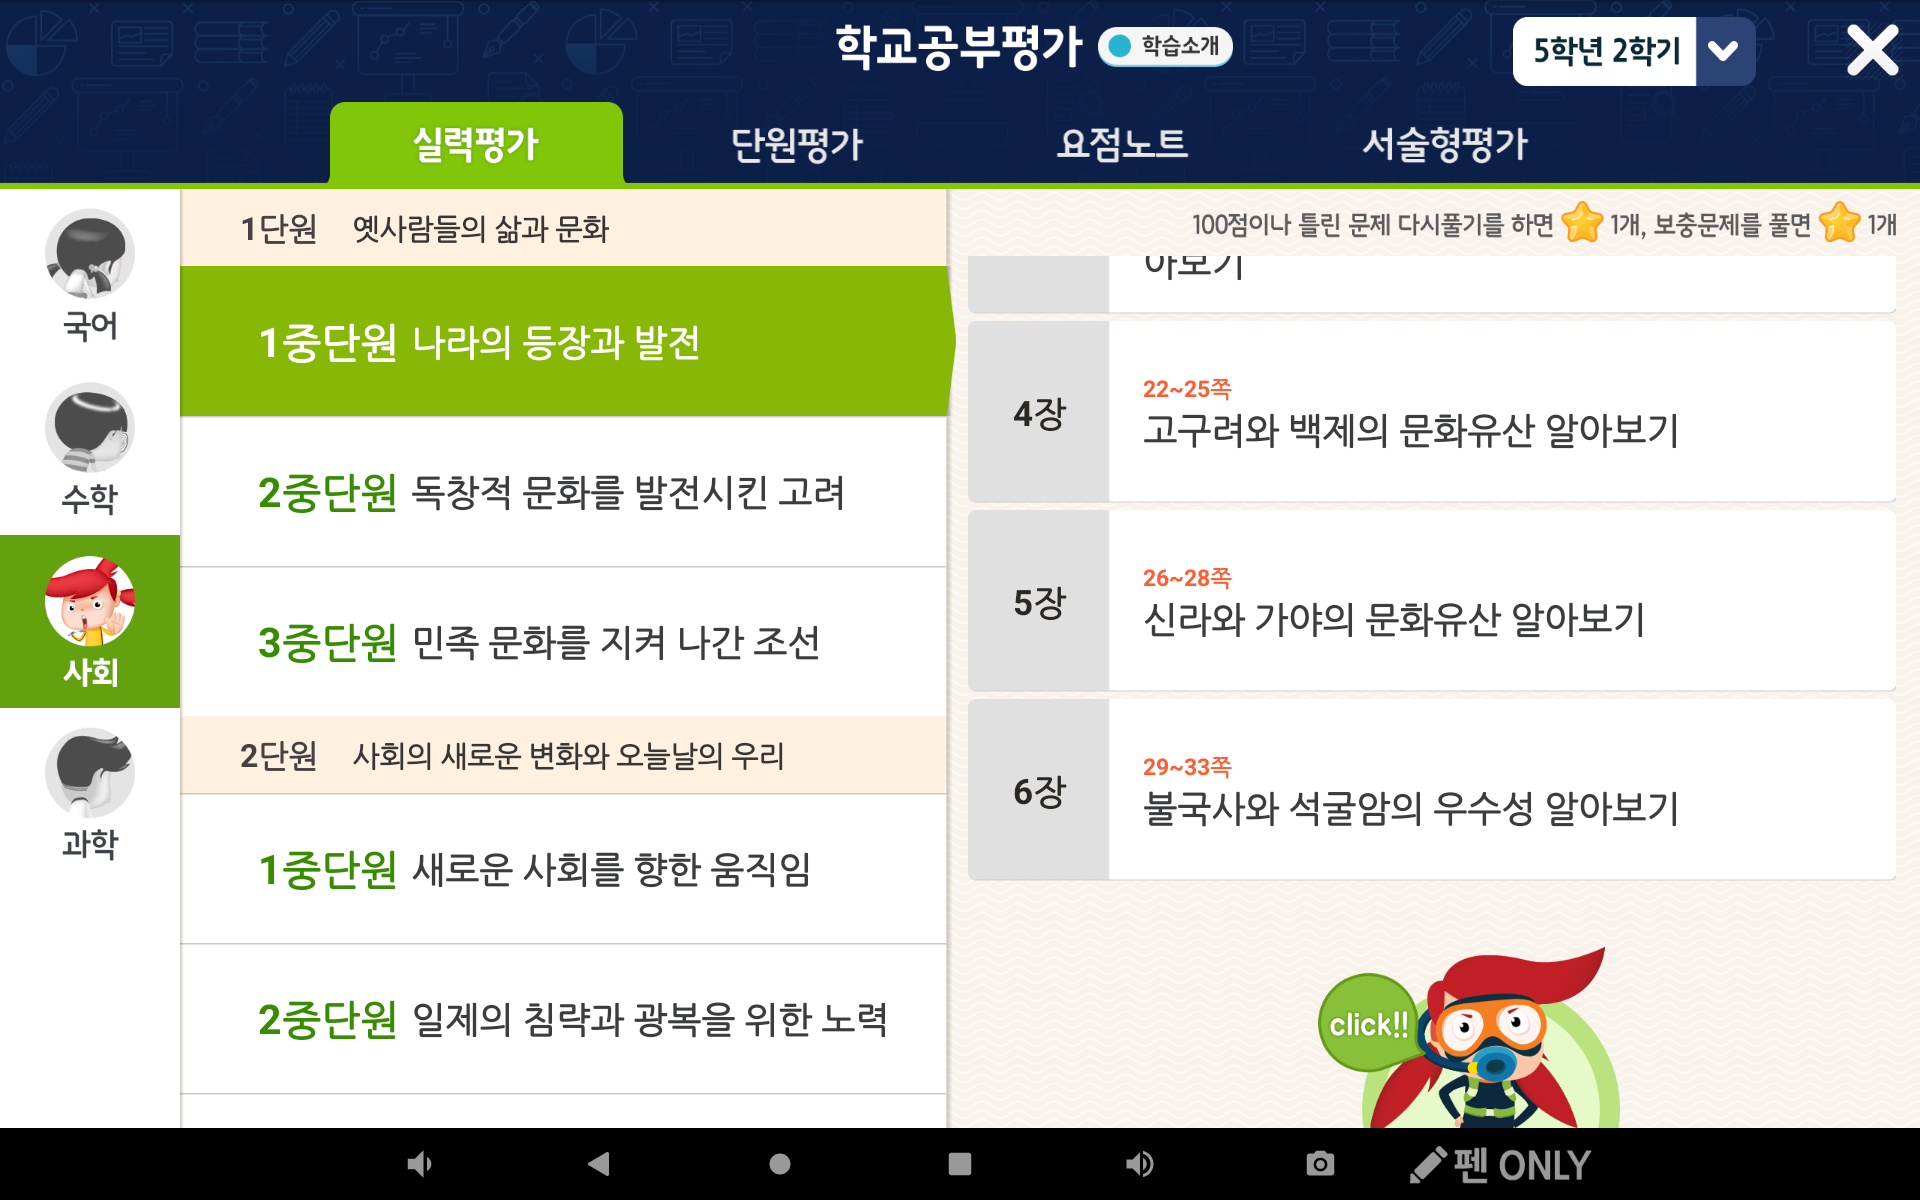 학교공부평가
학습소개
5학년 2학기
실력평가
단원평가
요점노트
서술형평가
국어
수학
사회
과학
1단원 옛사람들의 삶과 문화
1중단원 나라의 등장과 발전
2중단원 독창적 문화를 발전시킨 고려
3중단원 민족 문화를 지켜 나간 조선
2단원 사회의 새로운 변화와 오늘날의 우리
1중단원 새로운 사회를 향한 움직임
2중단원 일제의 침략과 광복을 위한 노력
100점이나 틀린 문제 다시풀기를 하면 1개, 보충문제를 풀면 1개
아보기
4장
22~25쪽
고구려와 백제의 문화유산 알아보기
5장
26~28쪽
신라와 가야의 문화유산 알아보기
6장
29~33쪽
불국사와 석굴암의 우수성 알아보기
click!!
펜 ONLY